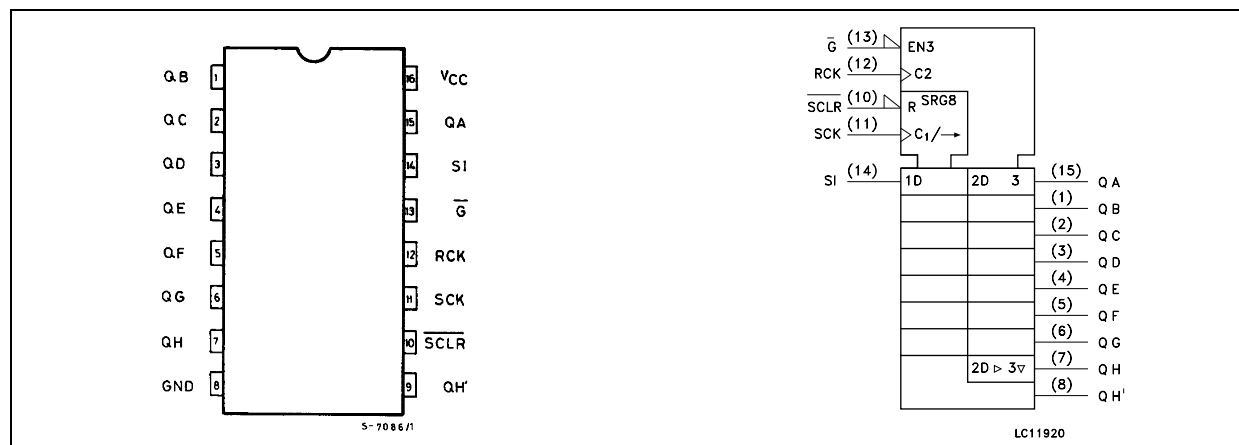 QB 1
QC 2
QD 3
QE 4
QF 5
QG 6
QH 7
GND 8
16 VCC
15 QA
14 SI
13 G̅
12 RCK
11 SCK
10 S̅C̅L̅R̅
9 QH'
S-7086/1
G̅ (13) EN3
RCK (12) C2
S̅C̅L̅R̅ (10) R SRG8
SCK (11) C1/→
SI (14) 1D 2D 3 (15) QA
(1) QB
(2) QC
(3) QD
(4) QE
(5) QF
(6) QG
2D ▷ 3▽ (7) QH
(8) QH'
LC11920